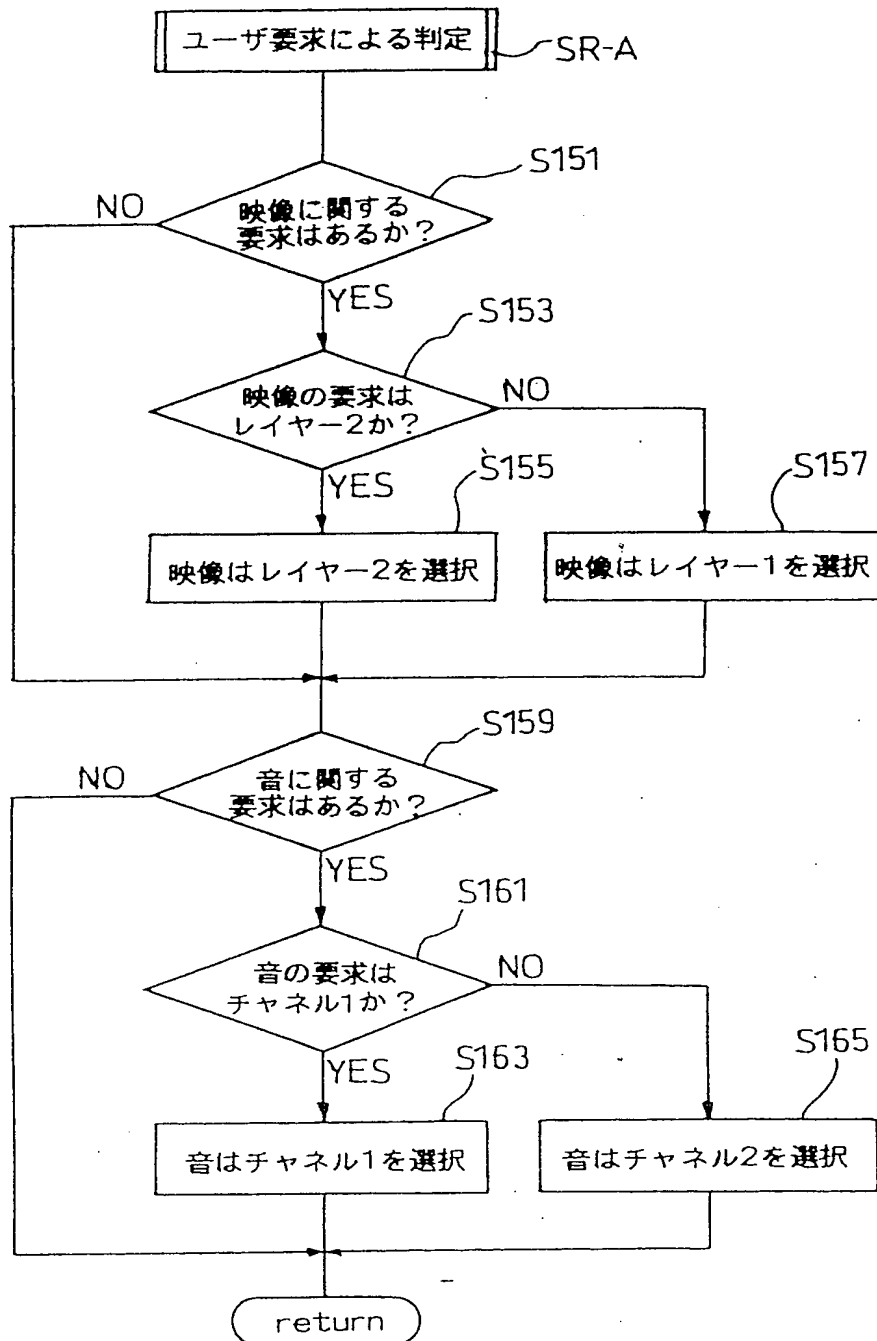 ユーザ要求による判定
SR-A
S151
NO
映像に関する
要求はあるか？
YES
S153
映像の要求は
レイヤー2か？
NO
YES
S155
S157
映像はレイヤー2を選択
映像はレイヤー1を選択
S159
NO
音に関する
要求はあるか？
YES
S161
音の要求は
チャネル1か？
NO
YES
S163
S165
音はチャネル1を選択
音はチャネル2を選択
return